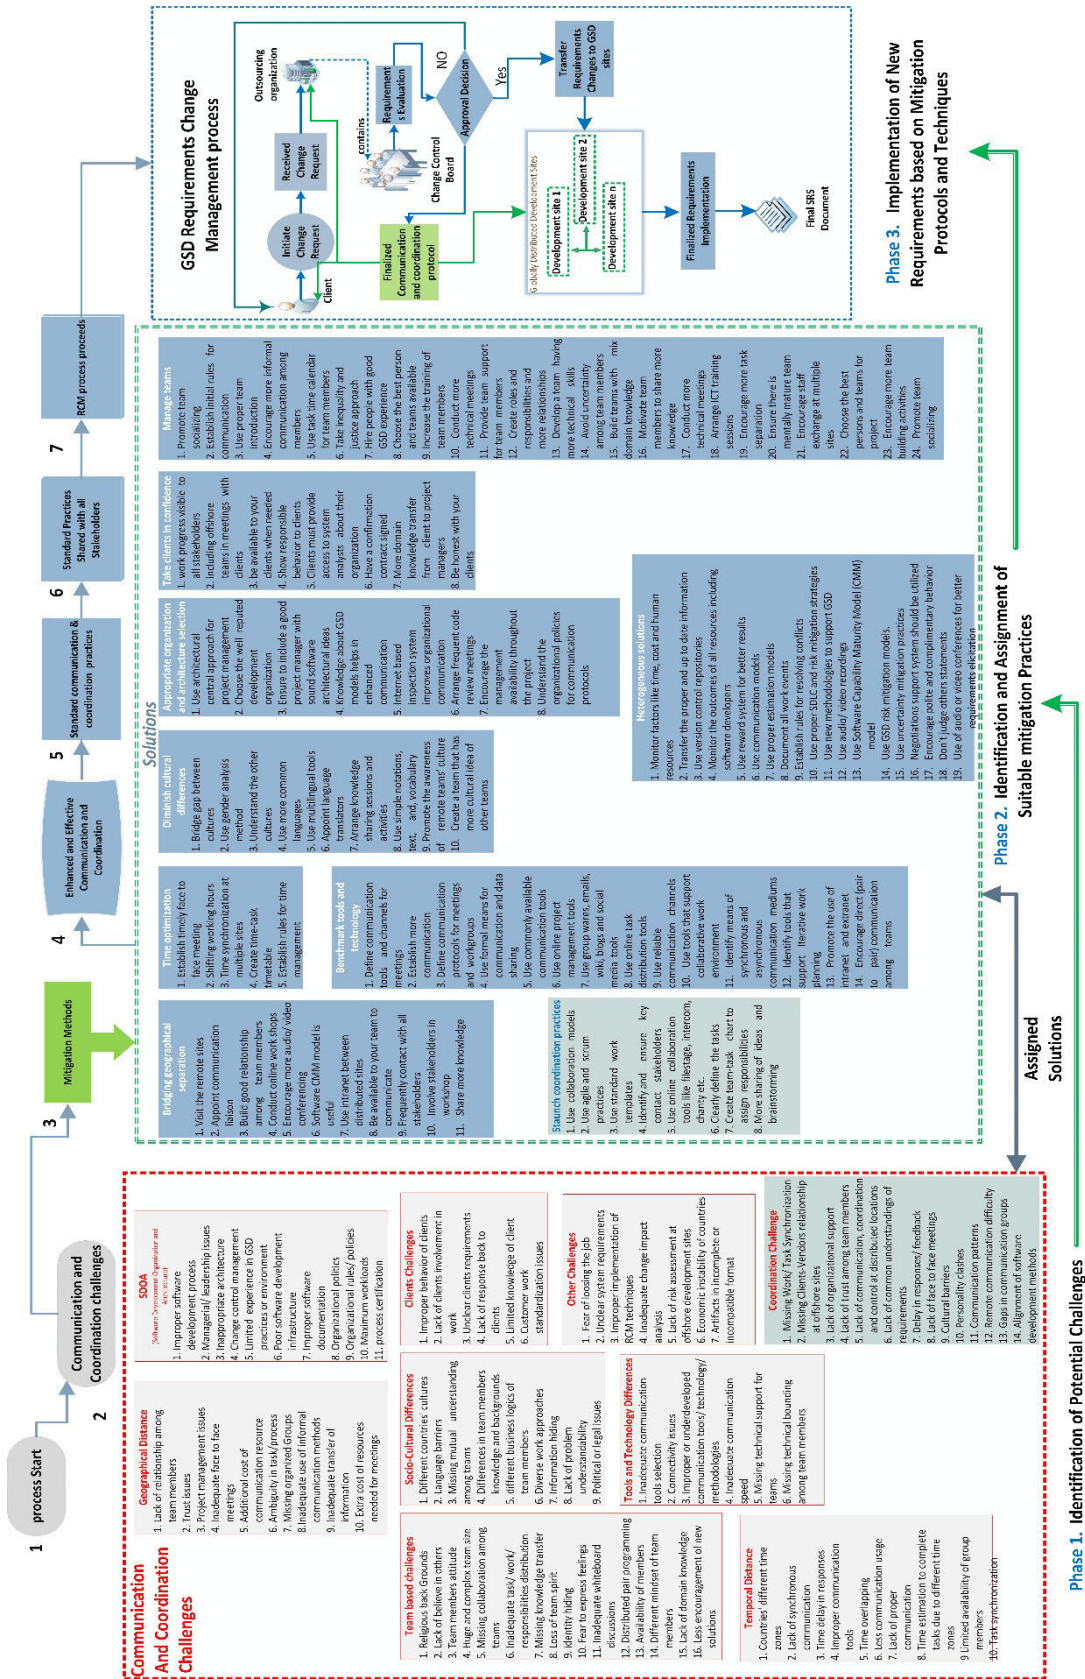 1
process Start
2
Communication and
Coordination challenges
3
Mitigation Methods
4
Enhanced and Effective
Communication and
Coordination
5
Standard communication &
coordination practices
6
Standard Practices
Shared with all
Stakeholders
7
RCM process proceeds
Communication
And Coordination
Challenges
Geographical Distance
1. Lack of relationship among
team members
2. Trust issues
3. Project management issues
4. Inadequate face to face
meetings
5. Additional cost of
communication resource
6. Ambiguity in task/process
7. Missing organized Groups
8.Inadequate use of informal
communication methods
9. Inadequate transfer of
information
10. Extra cost of resources
needed for meetings
SDOA
1. Improper software
development process
2. Managerial/ leadership issues
3. Inappropriate architecture
4. Change control management
5. Limited experience in GSD
practices or environment
6. Poor software development
infrastructure
7. Improper software
documentation
8. Organizational politics
9. Organizational rules/ policies
10. Maximum workloads
11. process certification
Team based challenges
1. Religious back Grounds
2. Lack of believe in others
3. Team members attitude
4. Huge and complex team size
5. Missing collaboration among
teams
6. Inadequate task/ work/
responsibilities distribution
7. Missing knowledge transfer
8. Loss of team spirit
9. identity hiding
10. Fear to express feelings
11. Inadequate whiteboard
discussions
12. Distributed pair programming
13. Availability of members
14. Different mindset of team
members
15. Lack of domain knowledge
16. Less encouragement of new
solutions
Socio-Cultural Differences
1. Different countries' cultures
2. Language barriers
3. Missing mutual understanding
among teams
4. Differences in team members
knowledge and backgrounds
5. different business logics of
team members
6. Diverse work approaches
7. Information hiding
8. Lack of problem
understandability
9. Political or legal issues
Clients Challenges
1. Improper behavior of clients
2. Lack of clients involvement in
work
3. Unclear clients requirements
4. Lack of response back to
clients
5. Limited knowledge of client
6. Customer work
standardization issues
Temporal Distance
1. Countries' different time
zones
2. Lack of synchronous
communication
3. Time delay in responses
4. Improper communication
tools
5. Time overlapping
6. Less communication usage
7. Lack of proper
communication
8. Time estimation to complete
tasks due to different time
zones
9 Limited availability of group
members
10. Task synchronization
Tools and Technology Differences
1. Inadequate communication
tools selection
2. Connectivity issues
3. Improper or underdeveloped
communication tools/ technology/
methodologies
4. Inadequate communication
speed
5. Missing technical support for
teams
6. Missing technical bounding
among team members
Other Challenges
1. Fear of loosing the job
2. Unclear system requirements
3. Improper implementation of
RCM techniques
4. Inadequate change impact
analysis
5. Lack of risk assessment at
offshore development sites
6. Economic instability of countries
7. Artifacts in incomplete or
incompatible format
Coordination Challenge
1. Missing Work/ Task Synchronization
2. Missing Clients-Vendors relationship
at offshore sites
3. Lack of organizational support
4. Lack of trust among team members
5. Lack of communication, coordination
and control at distributed locations
6. Lack of common understandings of
requirements
7. Delay in responses/ feedback
8. Lack of face to face meetings
9. Cultural barriers
10. Personality clashes
11. Communication patterns
12. Remote communication difficulty
13. Gaps in communication groups
14. Alignment of software
development methods
Phase 1. Identification of Potential Challenges
Assigned
Solutions
Solutions
Bridging geographical
separation
1. Visit the remote sites
2. Appoint communication
liaison
3. Build good relationship
among team members
4. Conduct online work shops
5. Encourage more audio/ video
conferencing
6. Software CMM model is
useful
7. Use intranet between
distributed sites
8. Be available to your team to
communicate
9. Frequently contact with all
stakeholders
10. Involve stakeholders in
workshop
11. Share more knowledge
Time optimization
1. Establish timely face to
face meeting
2. Shifting working hours
3. Time synchronization at
multiple sites
4. Create time-task
timetable
5. Establish rules for time
management
Diminish cultural
differences
1. Bridge gap between
cultures
2. Use gender analysis
method
3. Understand the other
cultures
4. Use more common
languages
5. Use multilingual tools
6. Appoint language
translators
7. Arrange knowledge
sharing sessions and
activities
8. Use simple notations,
text, and, vocabulary
9. Promote the awareness
of remote teams' culture
10. Create a team that has
more cultural idea of
other teams
Appropriate organization
and architecture selection
1. Use architectural
central approach for
project management
2. Choose the well reputed
development
organization
3. Ensure to include a good
project manager with
sound software
architectural ideas
4. Knowledge about GSD
models helps in
enhanced
communication
5. Internet based
inspection system
improves organizational
communication
6. Arrange frequent code
review meetings
7. Encourage the
management
availability throughout
the project
8. Understand the
organizational policies
for communication
protocols
Take clients in confidence
1. work progress visible to
all stakeholders
2. including offshore
teams in meetings with
clients
3. be available to your
clients when needed
4. Show responsible
behavior to clients
5. Clients must provide
access to system
analysts about their
organization
6. Have a confirmation
contract signed
7. More domain
knowledge transfer
from client to project
managers
8. Be honest with your
clients
Manage teams
1. Promote team
socializing
2. Establish initial rules for
communication
3. Use proper team
introduction
4. Encourage more informal
communication among
members
5. Use task time calendar
for team members
6. Take inequality and
justice approach
7. Hire people with good
GSD experience
8. Choose the best person
and teams available
9. Increase the training of
team members
10. Conduct more
technical meetings
11. Provide team support
for team members
12. Create roles and
responsibilities and
more relationships
13. Develop a team having
more technical skills
14. Avoid uncertainty
among team members
15. Build teams with mix
domain knowledge
16. Motivate team
members to share more
knowledge
17. Conduct more
technical meetings
18. Arrange ICT training
sessions
19. Encourage more task
separation
20. Ensure there is
mentally mature team
21. Encourage staff
exchange at multiple
sites
22. Choose the best
persons and teams for
project
23. Encourage more team
building activities
24. Promote team
socializing
Staunch coordination practices
1. Use collaboration models
2. Use agile and scrum
practices
3. Use standard work
templates
4. Identify and ensure key
contact stakeholders
5. Use online collaboration
tools like filestage, intercom,
chanty etc.
6. Clearly define the tasks
7. Create team-task chart to
assign responsibilities
8. More sharing of ideas and
brainstorming
Benchmark tools and
technology
1. Define communication
tools and channels for
meetings
2. Establish more
communication
3. Define communication
protocols for meetings
and workgroups
4. Use formal means for
communication and data
sharing
5. Use commonly available
communication tools
6. Use online project
management tools
7. Use group wares, emails,
wiki, blogs and social
media tools
8. Use online task
distribution tools
9. Use reliable
communication channels
10. Use tools that support
collaborative work
environment
11. Identify means of
synchronous and
asynchronous
communication mediums
12. Identify tools that
support iterative work
planning
13. Promote the use of
intranet and extranet
14. Encourage direct (pair
to pair) communication
among teams
Heterogeneous solutions
1. Monitor factors like time, cost and human
resources
2. Transfer the proper and up to date information
3. Use version control repositories
4. Monitor the outcomes of all resources including
software developers
5. Use reward system for better results
6. Use communication models
7. Use proper estimation models
8. Document all work events
9. Establish rules for resolving conflicts
10. Use proper SDLC and risk mitigation strategies
11. Use new methodologies to support GSD
12. Use audio/ video recordings
13. Use Software Capability Maturity Model (CMM)
model
14. Use GSD risk mitigation models.
15. Use uncertainty mitigation practices
16. Negotiations support system should be utilized
17. Encourage polite and complimentary behavior
18. Don't judge others statements
19. Use of audio or video conferences for better
requirements elicitation
Phase 2. Identification and Assignment of
Suitable mitigation Practices
GSD Requirements Change
Management process
Client
Initiate
Change
Request
Received
Change
Request
Outsourcing
organization
contains
Change Control
Board
Requirement
s Evaluation
Approval Decision
NO
Yes
Finalized
Communication
and coordination
protocol
Transfer
Requirements
Changes to GSD
sites
Globally Distributed Development Sites
Development site 1
Development site 2
Development site n
Finalized Requirements
Implementation
Final SRS
Document
Phase 3. Implementation of New
Requirements based on Mitigation
Protocols and Techniques